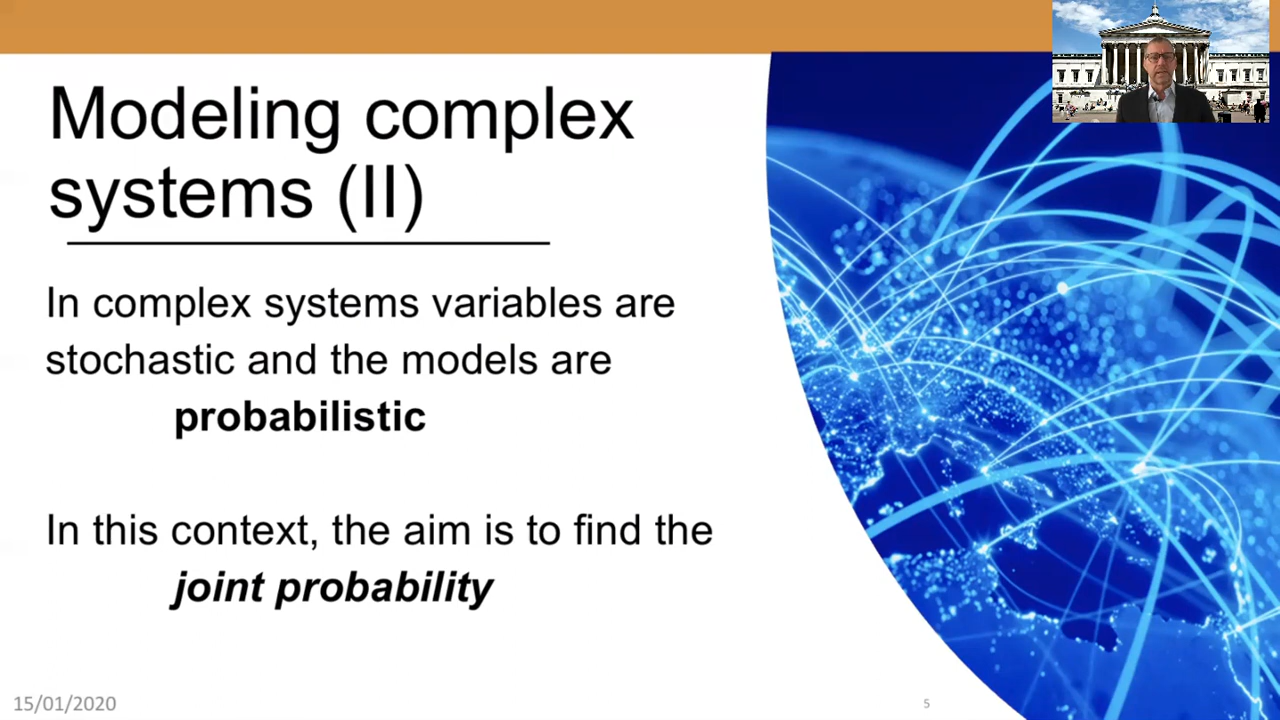 Modeling complex
systems (II)
In complex systems variables are
stochastic and the models are
probabilistic
In this context, the aim is to find the
joint probability
15/01/2020
5